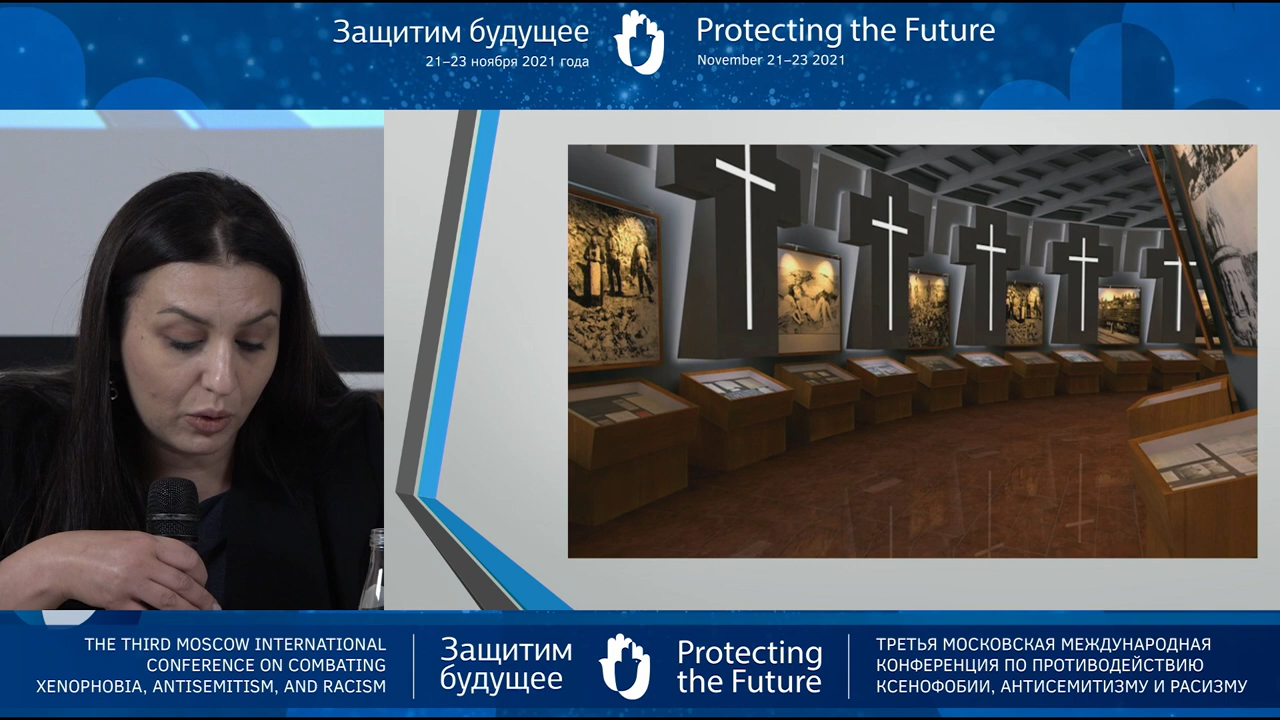 Защитим будущее
21–23 ноября 2021 года
Protecting the Future
November 21–23 2021
THE THIRD MOSCOW INTERNATIONAL
CONFERENCE ON COMBATING
XENOPHOBIA, ANTISEMITISM, AND RACISM
Защитим
будущее
Protecting
the Future
ТРЕТЬЯ МОСКОВСКАЯ МЕЖДУНАРОДНАЯ
КОНФЕРЕНЦИЯ ПО ПРОТИВОДЕЙСТВИЮ
КСЕНОФОБИИ, АНТИСЕМИТИЗМУ И РАСИЗМУ